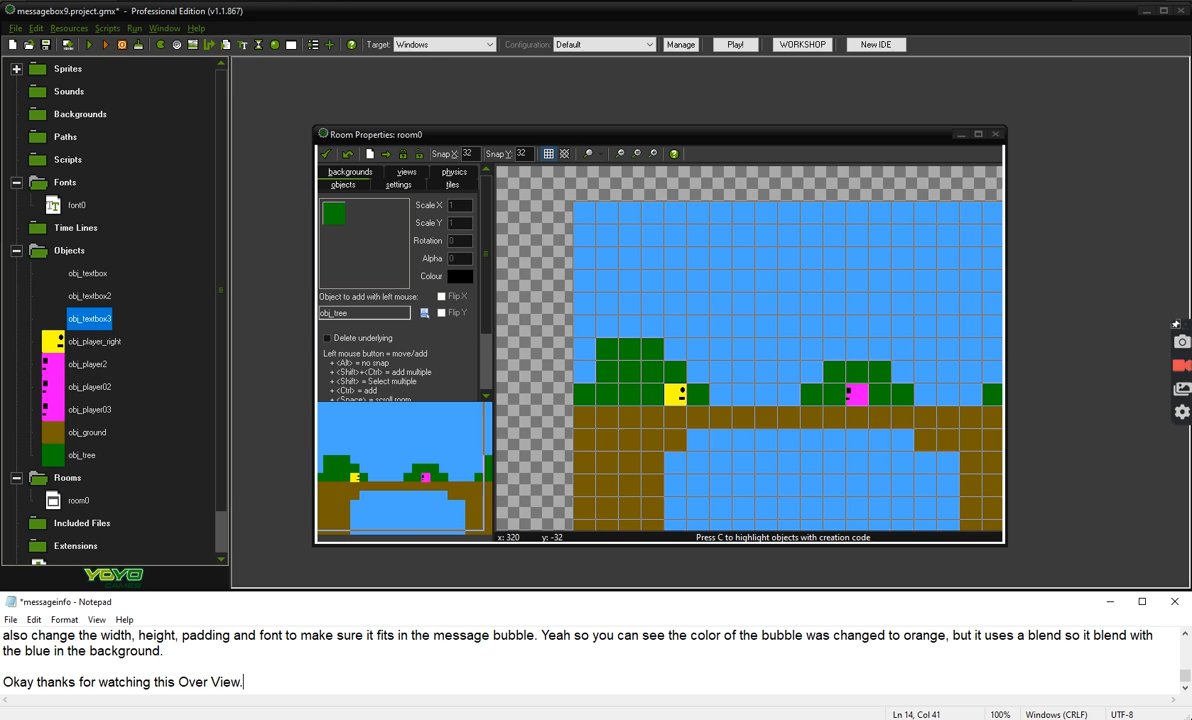 messagebox9.project.gmx* - Professional Edition (v1.1.867)
File Edit Resources Scripts Run Window Help
Target: Windows Configuration: Default Manage Play! WORKSHOP New IDE
Sprites
Sounds
Backgrounds
Paths
Scripts
Fonts
font0
Time Lines
Objects
obj_textbox
obj_textbox2
obj_textbox3
obj_player_right
obj_player2
obj_player02
obj_player03
obj_ground
obj_tree
Rooms
room0
Included Files
Extensions
YOYO
GAMES
Room Properties: room0
Snap X: 32 Snap Y: 32
backgrounds views physics
objects settings tiles
Scale X 1
Scale Y 1
Rotation 0
Alpha 0
Colour
Object to add with left mouse: Flip X
obj_tree Flip Y
Delete underlying
Left mouse button = move/add
+ <Alt> = no snap
+ <Shift>+<Ctrl> = add multiple
+ <Shift> = Select multiple
+ <Ctrl> = add
+ <Space> = scroll room
x: 320 y: -32 Press C to highlight objects with creation code
*messageinfo - Notepad
File Edit Format View Help
also change the width, height, padding and font to make sure it fits in the message bubble. Yeah so you can see the color of the bubble was changed to orange, but it uses a blend so it blend with
the blue in the background.
Okay thanks for watching this Over View.
Ln 14, Col 41 100% Windows (CRLF) UTF-8